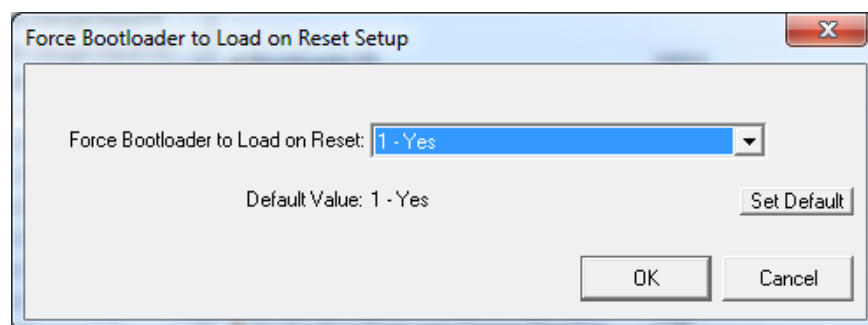 Force Bootloader to Load on Reset Setup
Force Bootloader to Load on Reset: 1 - Yes
Default Value: 1 - Yes Set Default
OK Cancel